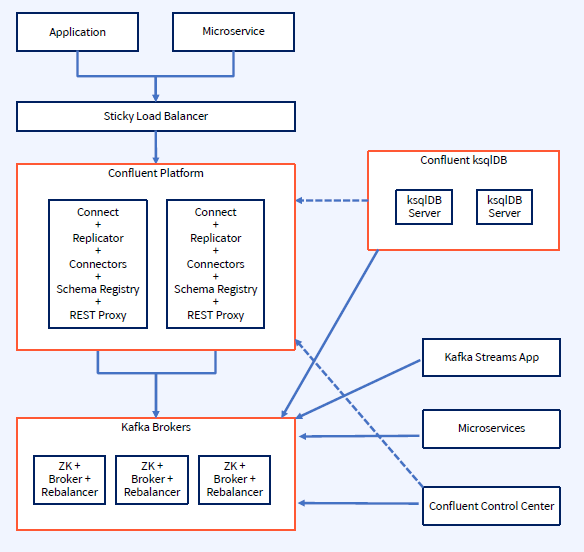 Application
Microservice
Sticky Load Balancer
Confluent Platform
Connect
+
Replicator
+
Connectors
+
Schema Registry
+
REST Proxy
Connect
+
Replicator
+
Connectors
+
Schema Registry
+
REST Proxy
Confluent ksqlDB
ksqlDB
Server
ksqlDB
Server
Kafka Streams App
Microservices
Confluent Control Center
Kafka Brokers
ZK +
Broker +
Rebalancer
ZK +
Broker +
Rebalancer
ZK +
Broker +
Rebalancer